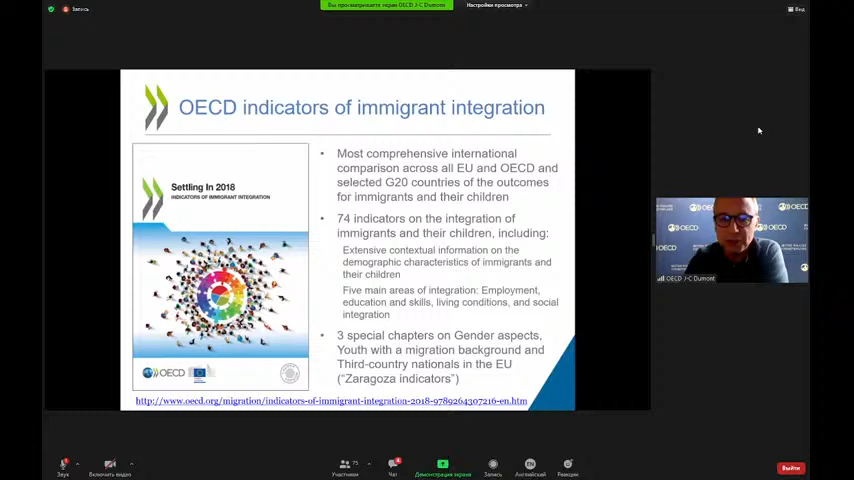 Запись
Вы просматриваете экран OECD J-C Dumont
Настройки просмотра
Вид
OECD indicators of immigrant integration
Settling In 2018
INDICATORS OF IMMIGRANT INTEGRATION
OECD
• Most comprehensive international
comparison across all EU and OECD and
selected G20 countries of the outcomes
for immigrants and their children
• 74 indicators on the integration of
immigrants and their children, including:
Extensive contextual information on the
demographic characteristics of immigrants and
their children
Five main areas of integration: Employment,
education and skills, living conditions, and social
integration
• 3 special chapters on Gender aspects,
Youth with a migration background and
Third-country nationals in the EU
("Zaragoza indicators")
http://www.oecd.org/migration/indicators-of-immigrant-integration-2018-9789264307216-en.htm
OECD
OECD
OECD
OECD J-C Dumont
Звук
Включить видео
75
Участники
4
Чат
Демонстрация экрана
Запись
EN
Английский
Реакции
Выйти